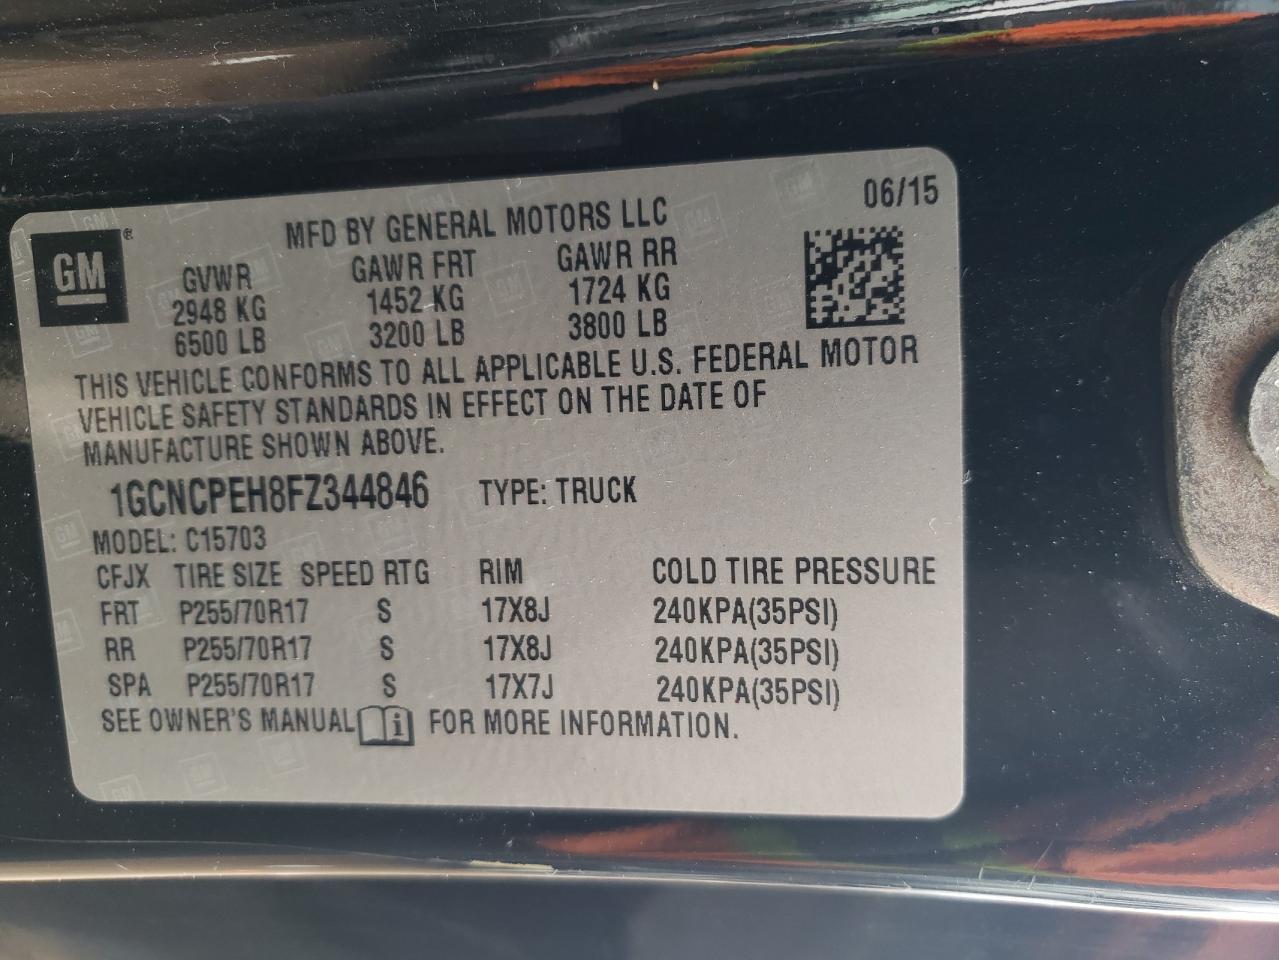 06/15
MFD BY GENERAL MOTORS LLC
GM ®
GVWR GAWR FRT GAWR RR
2948 KG 1452 KG 1724 KG
6500 LB 3200 LB 3800 LB
THIS VEHICLE CONFORMS TO ALL APPLICABLE U.S. FEDERAL MOTOR
VEHICLE SAFETY STANDARDS IN EFFECT ON THE DATE OF
MANUFACTURE SHOWN ABOVE.
1GCNCPEH8FZ344846 TYPE: TRUCK
MODEL: C15703
CFJX TIRE SIZE SPEED RTG RIM COLD TIRE PRESSURE
FRT P255/70R17 S 17X8J 240KPA(35PSI)
RR P255/70R17 S 17X8J 240KPA(35PSI)
SPA P255/70R17 S 17X7J 240KPA(35PSI)
SEE OWNER'S MANUAL i FOR MORE INFORMATION.